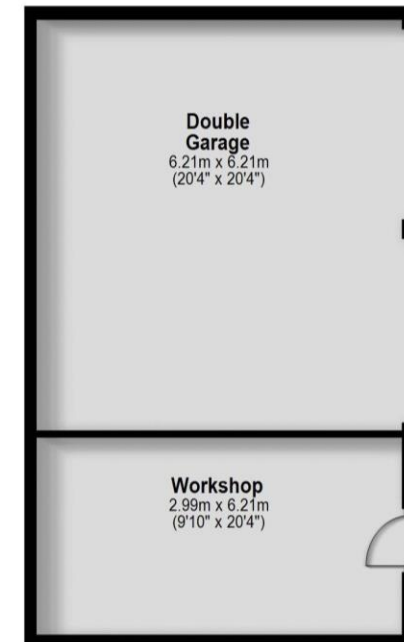 Double
Garage
6.21m x 6.21m
(20'4" x 20'4")
Workshop
2.99m x 6.21m
(9'10" x 20'4")